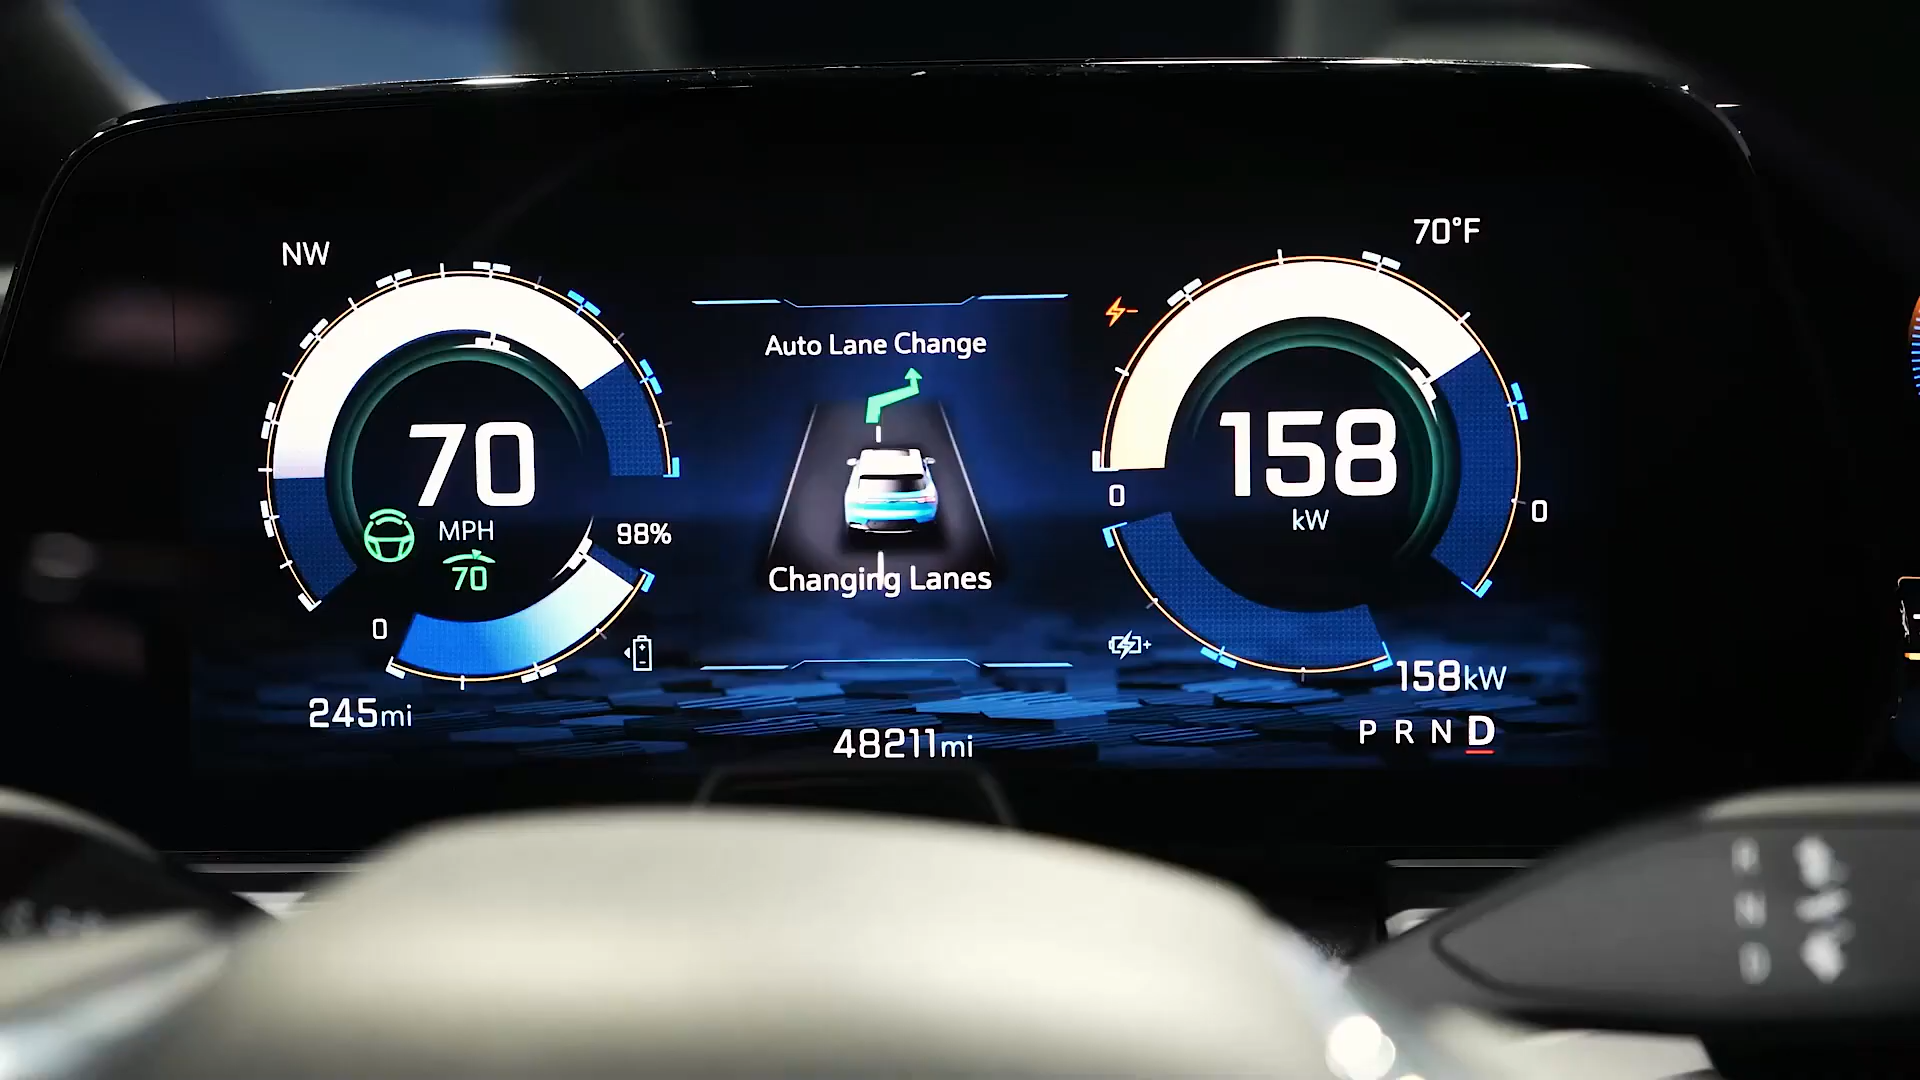 NW
70°F
Auto Lane Change
70
MPH
70
98%
Changing Lanes
0
245mi
48211mi
0
158
kW
0
158kW
P R N D
R
N
D